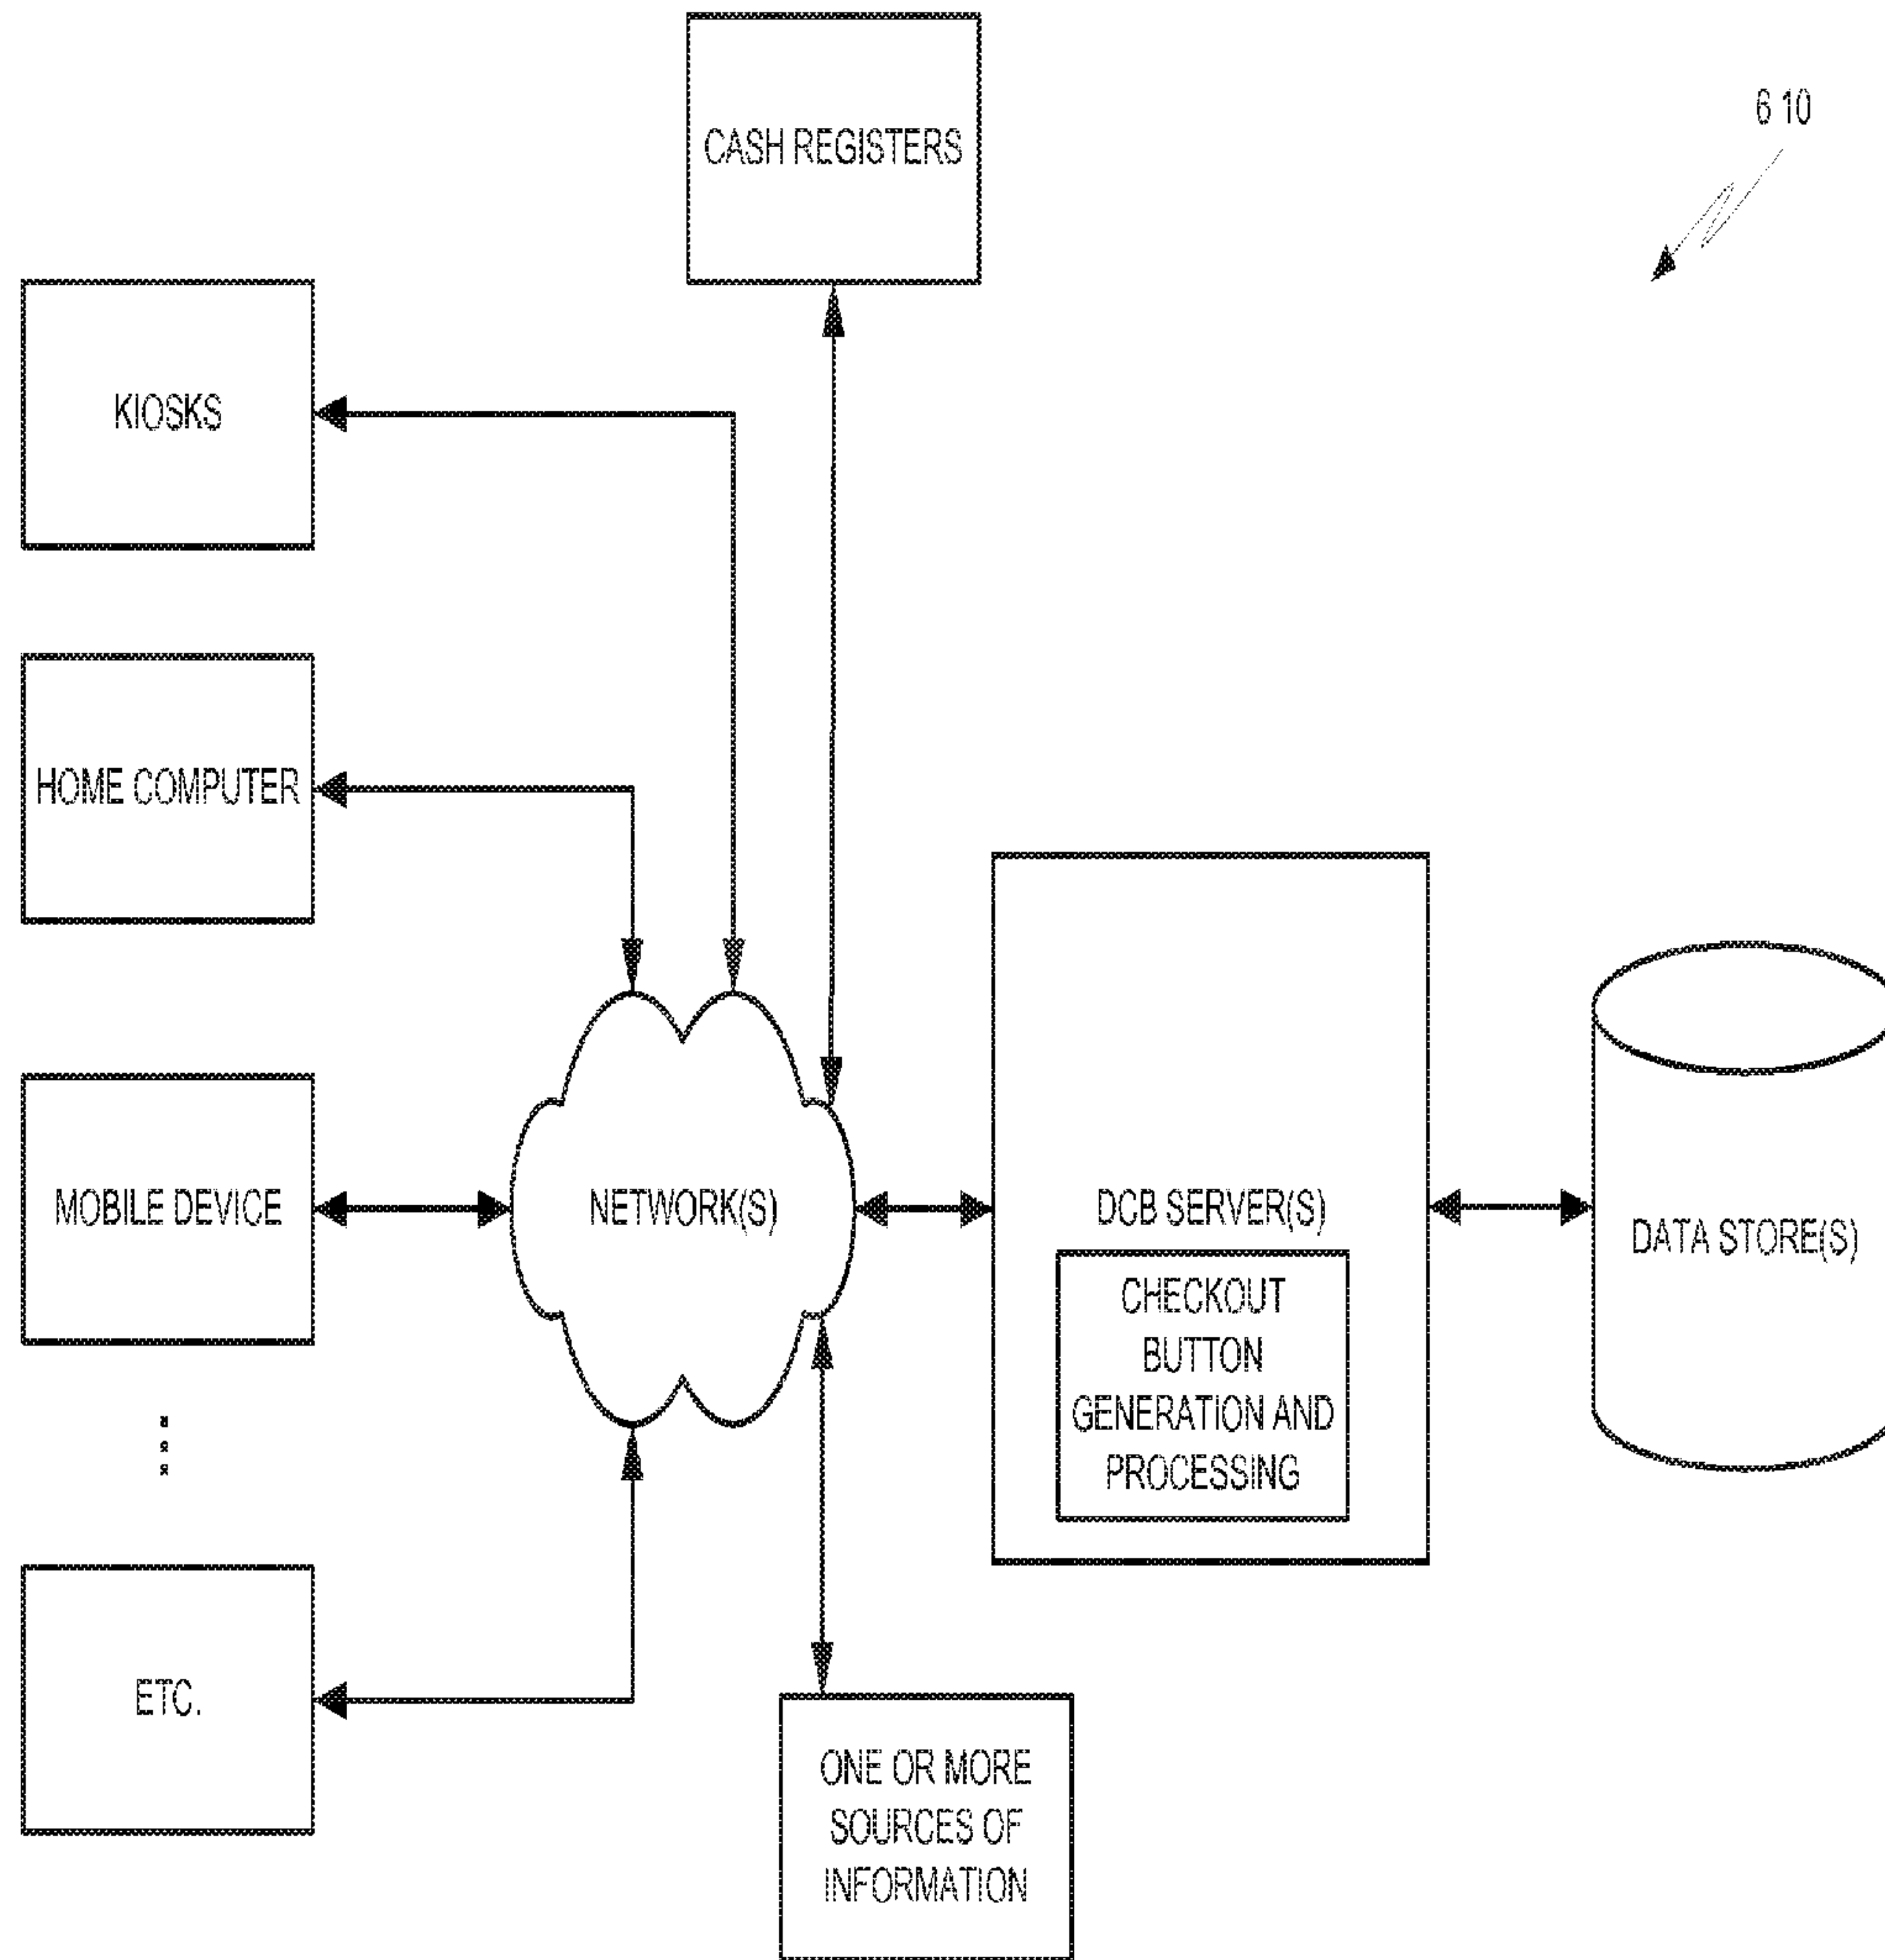 CASH REGISTERS
6 10
KIOSKS
HOME COMPUTER
MOBILE DEVICE
NETWORK(S)
DCB SERVER(S)
CHECKOUT
BUTTON
GENERATION AND
PROCESSING
DATA STORE(S)
ETC.
ONE OR MORE
SOURCES OF
INFORMATION